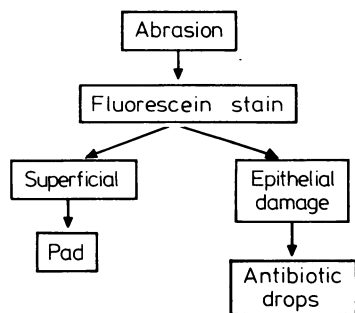 Abrasion
Fluorescein stain
Superficial
Epithelial
damage
Pad
Antibiotic
drops